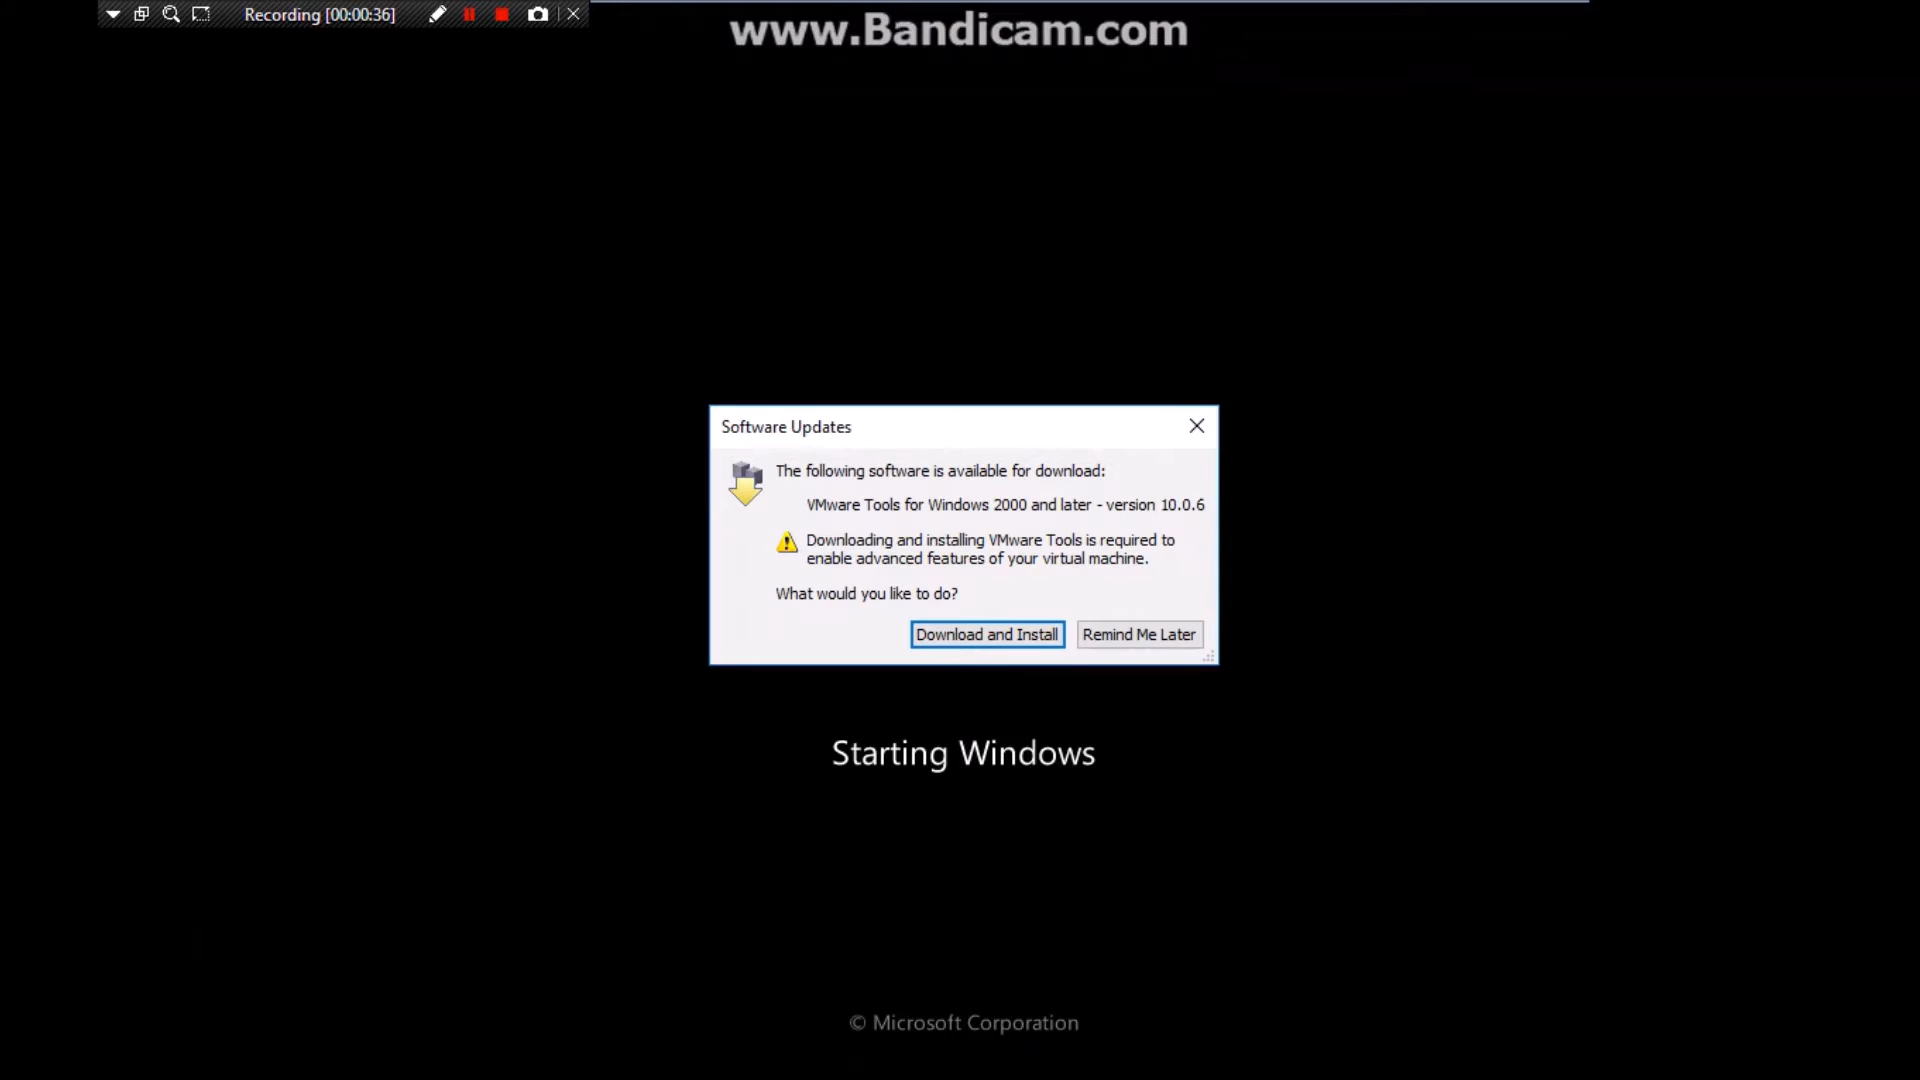 Recording [00:00:36]
www.Bandicam.com
Software Updates
The following software is available for download:
VMware Tools for Windows 2000 and later - version 10.0.6
Downloading and installing VMware Tools is required to
enable advanced features of your virtual machine.
What would you like to do?
Download and Install
Remind Me Later
Starting Windows
© Microsoft Corporation